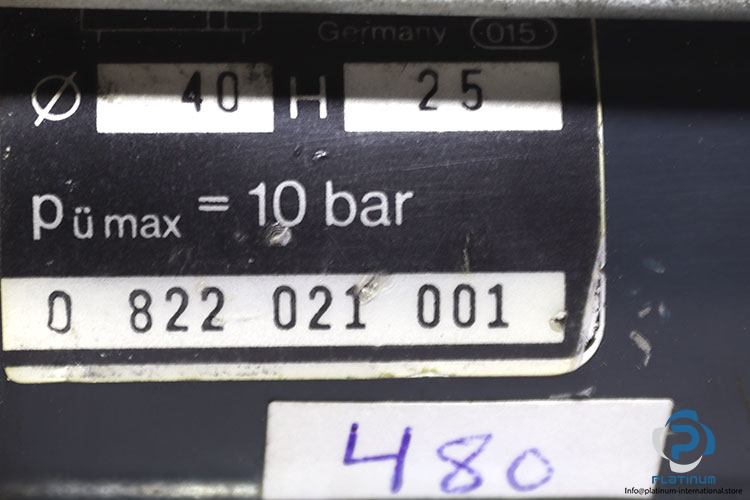 Germany 015
Ø 40 H 25
pü max = 10 bar
0 822 021 001
480
PLATINUM
Info@platinum-international.store